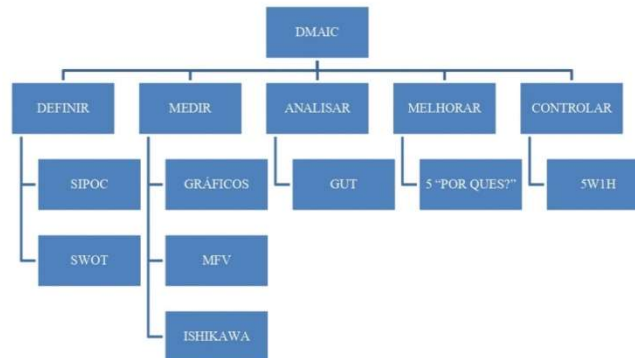 DMAIC
DEFINIR
MEDIR
ANALISAR
MELHORAR
CONTROLAR
SIPOC
GRÁFICOS
GUT
5 “POR QUES?”
5W1H
SWOT
MFV
ISHIKAWA